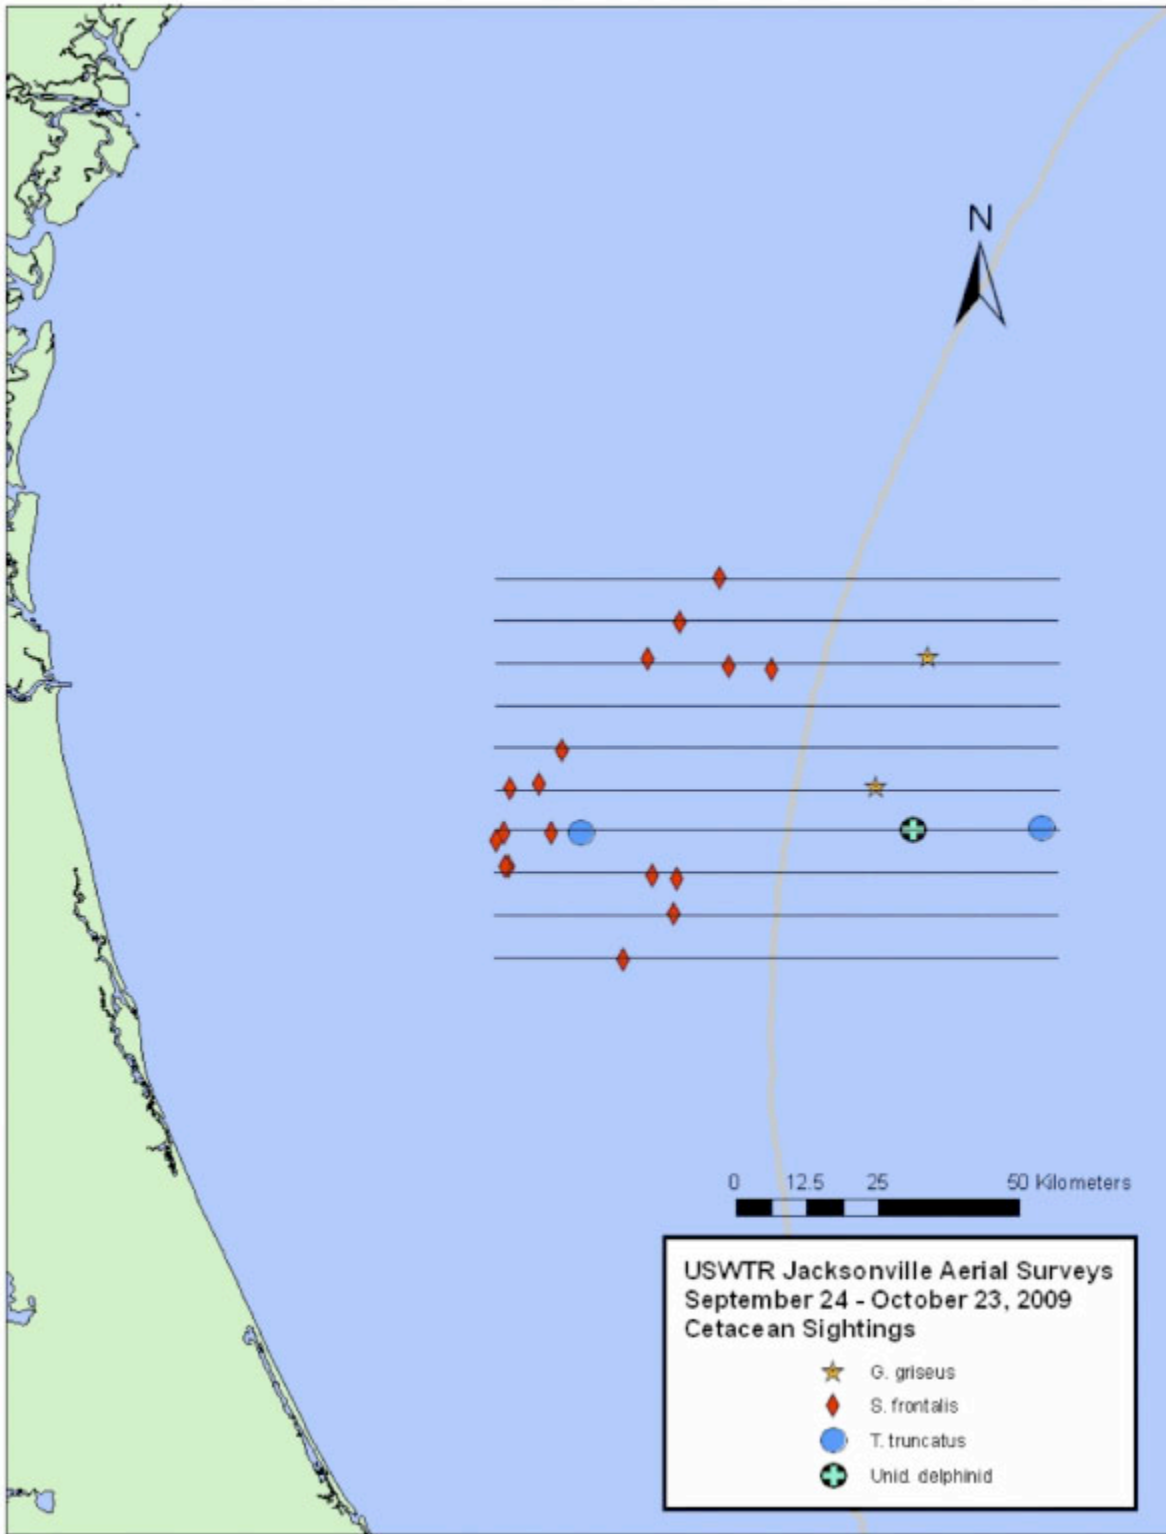 N
0 12.5 25 50 Kilometers
USWTR Jacksonville Aerial Surveys
September 24 - October 23, 2009
Cetacean Sightings
G. griseus
S. frontalis
T. truncatus
Unid. delphinid